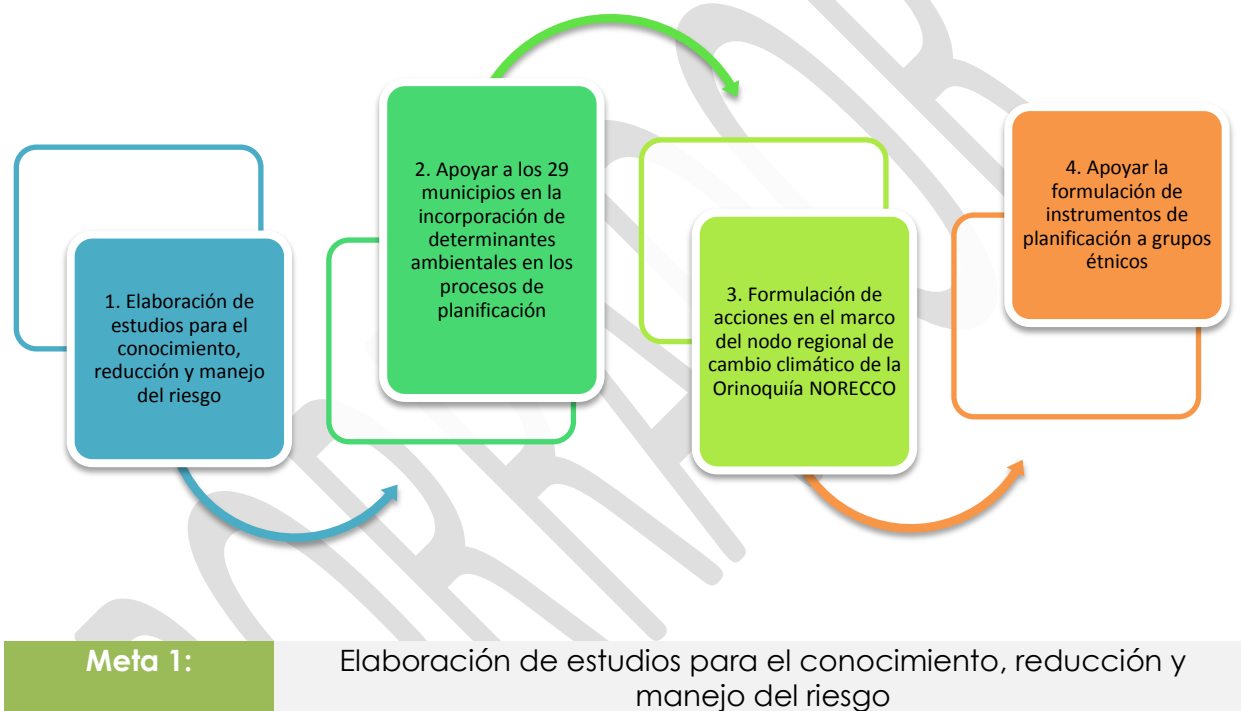 1. Elaboración de
estudios para el
conocimiento,
reducción y manejo
del riesgo
2. Apoyar a los 29
municipios en la
incorporación de
determinantes
ambientales en los
procesos de
planificación
3. Formulación de
acciones en el marco
del nodo regional de
cambio climático de la
Orinoquiía NORECCO
4. Apoyar la
formulación de
instrumentos de
planificación a grupos
étnicos
Meta 1:
Elaboración de estudios para el conocimiento, reducción y
manejo del riesgo